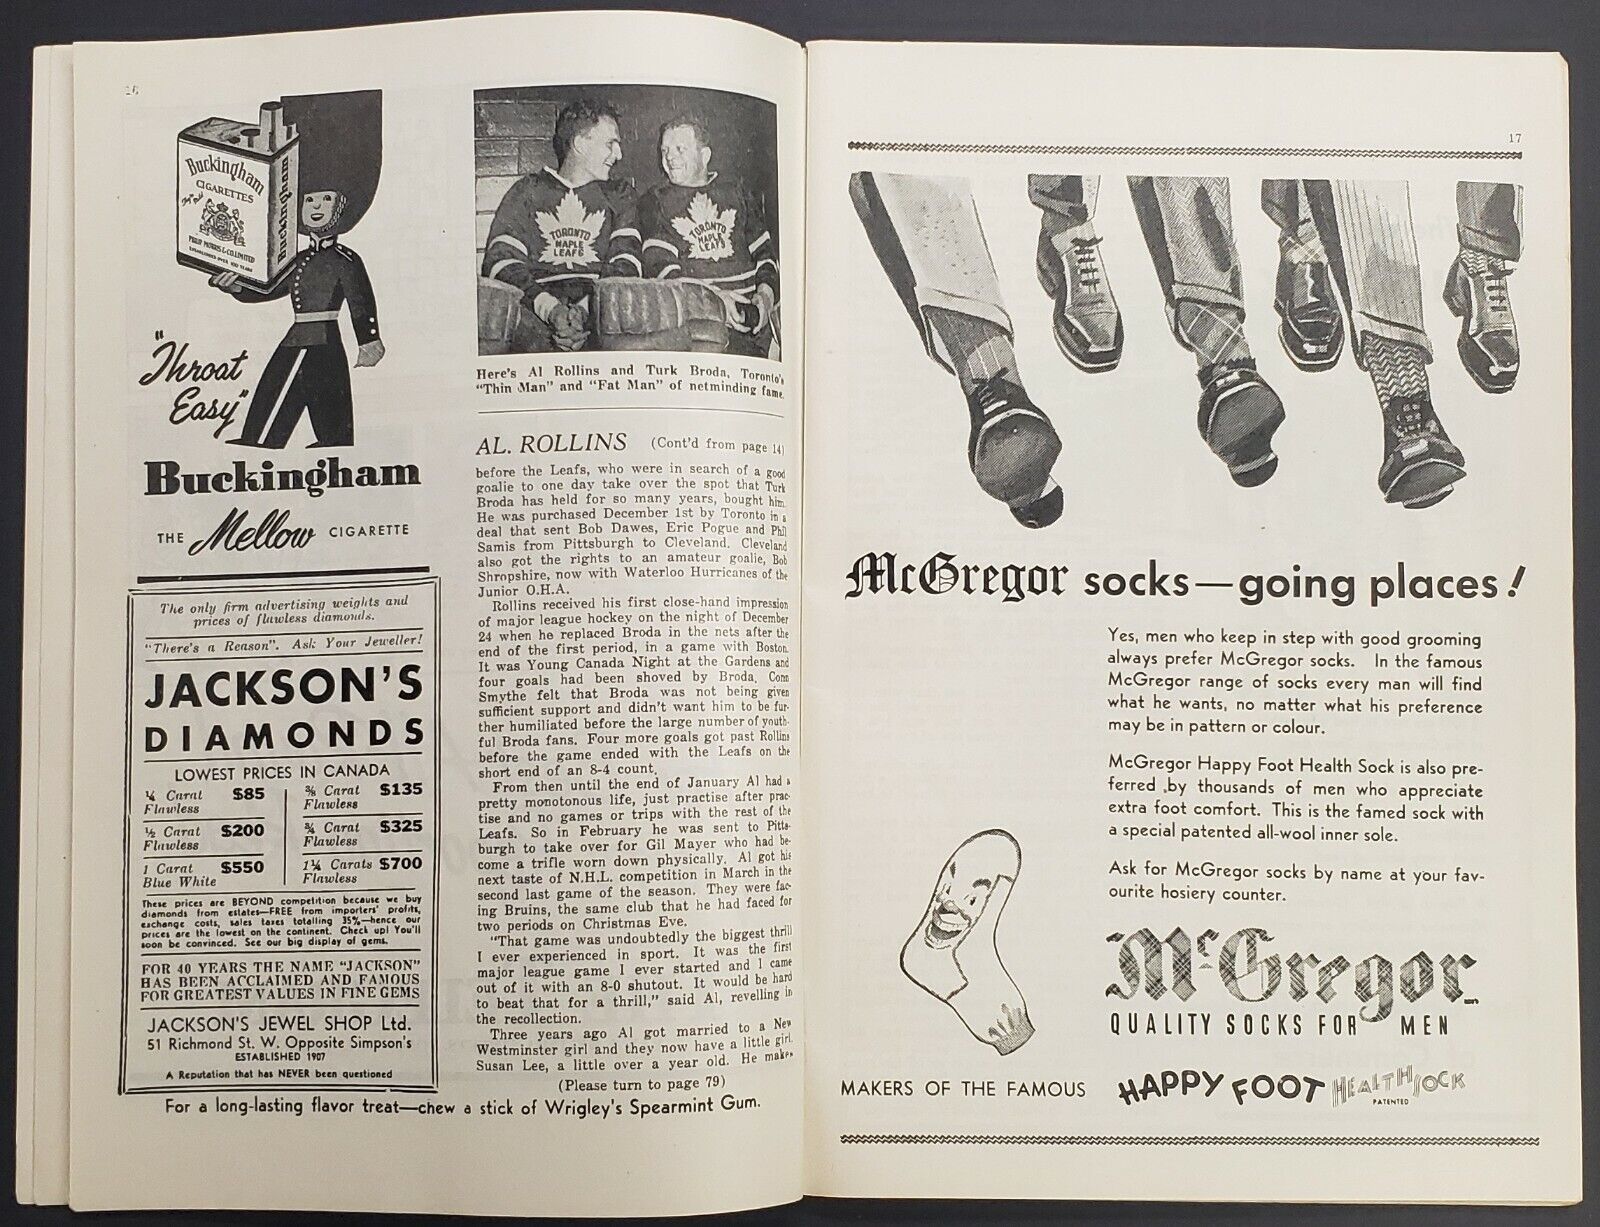 16
Buckingham
CIGARETTES
PHILIP MORRIS & CO. LIMITED
ESTABLISHED OVER 100 YEARS
Buckingham
"Throat
Easy"
Buckingham
THE Mellow CIGARETTE
The only firm advertising weights and
prices of flawless diamonds.
"There's a Reason". Ask Your Jeweller!
JACKSON'S
DIAMONDS
LOWEST PRICES IN CANADA
¼ Carat $85
Flawless
⅜ Carat $135
Flawless
½ Carat $200
Flawless
¾ Carat $325
Flawless
1 Carat $550
Blue White
1¼ Carats $700
Flawless
These prices are BEYOND competition because we buy
diamonds from estates—FREE from importers' profits,
exchange costs, sales taxes totalling 35%—hence our
prices are the lowest on the continent. Check up! You'll
soon be convinced. See our big display of gems.
FOR 40 YEARS THE NAME "JACKSON"
HAS BEEN ACCLAIMED AND FAMOUS
FOR GREATEST VALUES IN FINE GEMS
JACKSON'S JEWEL SHOP Ltd.
51 Richmond St. W. Opposite Simpson's
ESTABLISHED 1907
A Reputation that has NEVER been questioned
TORONTO
MAPLE
LEAFS
TORONTO
MAPLE
LEAFS
Here's Al Rollins and Turk Broda, Toronto's
"Thin Man" and "Fat Man" of netminding fame.
AL. ROLLINS (Cont'd from page 14)
before the Leafs, who were in search of a good
goalie to one day take over the spot that Turk
Broda has held for so many years, bought him.
He was purchased December 1st by Toronto in a
deal that sent Bob Dawes, Eric Pogue and Phil
Samis from Pittsburgh to Cleveland. Cleveland
also got the rights to an amateur goalie, Bob
Shropshire, now with Waterloo Hurricanes of the
Junior O.H.A.
Rollins received his first close-hand impression
of major league hockey on the night of December
24 when he replaced Broda in the nets after the
end of the first period, in a game with Boston.
It was Young Canada Night at the Gardens and
four goals had been shoved by Broda. Conn
Smythe felt that Broda was not being given
sufficient support and didn't want him to be fur-
ther humiliated before the large number of youth-
ful Broda fans. Four more goals got past Rollins
before the game ended with the Leafs on the
short end of an 8-4 count.
From then until the end of January Al had a
pretty monotonous life, just practise after prac-
tise and no games or trips with the rest of the
Leafs. So in February he was sent to Pitts-
burgh to take over for Gil Mayer who had be-
come a trifle worn down physically. Al got his
next taste of N.H.L. competition in March in the
second last game of the season. They were fac-
ing Bruins, the same club that he had faced for
two periods on Christmas Eve.
"That game was undoubtedly the biggest thrill
I ever experienced in sport. It was the first
major league game I ever started and I came
out of it with an 8-0 shutout. It would be hard
to beat that for a thrill," said Al, revelling in
the recollection.
Three years ago Al got married to a New
Westminster girl and they now have a little girl,
Susan Lee, a little over a year old. He makes
(Please turn to page 79)
For a long-lasting flavor treat—chew a stick of Wrigley's Spearmint Gum.
17
McGregor socks—going places!
Yes, men who keep in step with good grooming
always prefer McGregor socks. In the famous
McGregor range of socks every man will find
what he wants, no matter what his preference
may be in pattern or colour.
McGregor Happy Foot Health Sock is also pre-
ferred by thousands of men who appreciate
extra foot comfort. This is the famed sock with
a special patented all-wool inner sole.
Ask for McGregor socks by name at your fav-
ourite hosiery counter.
McGregor
QUALITY SOCKS FOR MEN
MAKERS OF THE FAMOUS HAPPY FOOT HEALTH SOCK
PATENTED